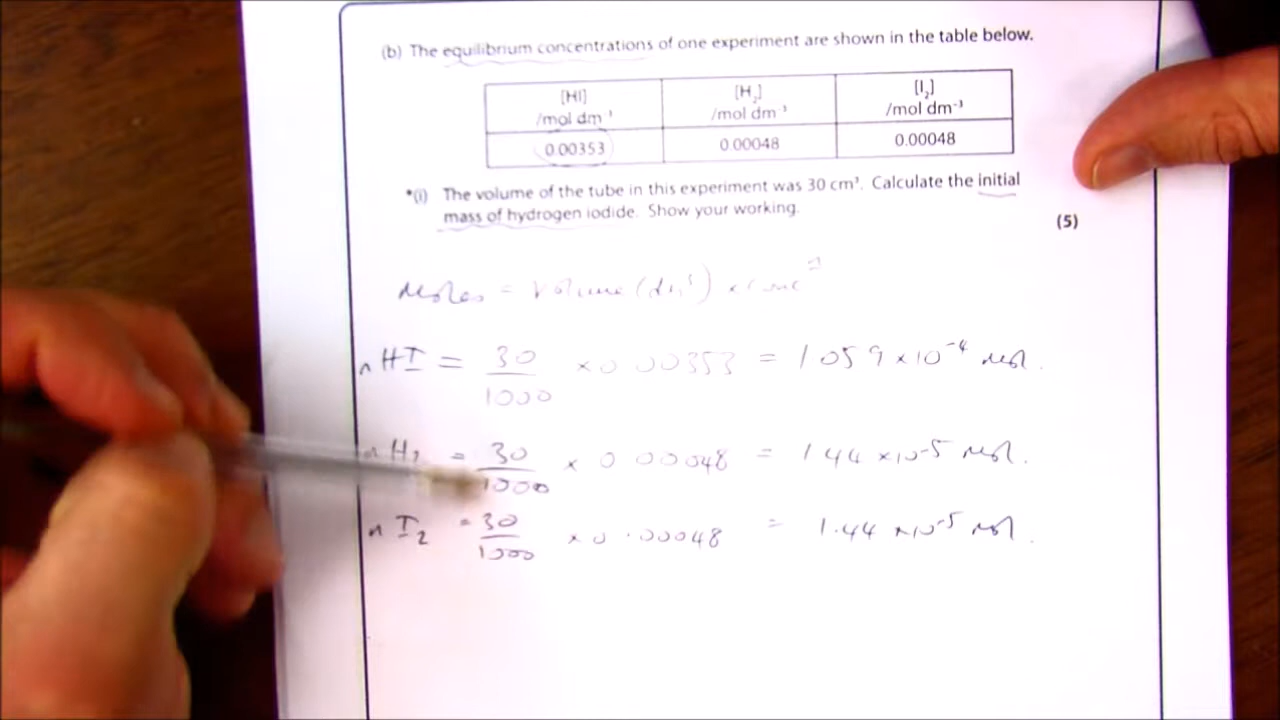 (b) The equilibrium concentrations of one experiment are shown in the table below.
[HI] [H₂] [I₂]
/mol dm⁻³ /mol dm⁻³ /mol dm⁻³
0.00353 0.00048 0.00048
*(i) The volume of the tube in this experiment was 30 cm³. Calculate the initial
mass of hydrogen iodide. Show your working.
(5)
Moles = Volume (dm³) × Conc
n HI = 30/1000 × 0.00353 = 1.059 × 10⁻⁴ mol.
n H₂ = 30/1000 × 0.00048 = 1.44 × 10⁻⁵ mol.
n I₂ = 30/1000 × 0.00048 = 1.44 × 10⁻⁵ mol.